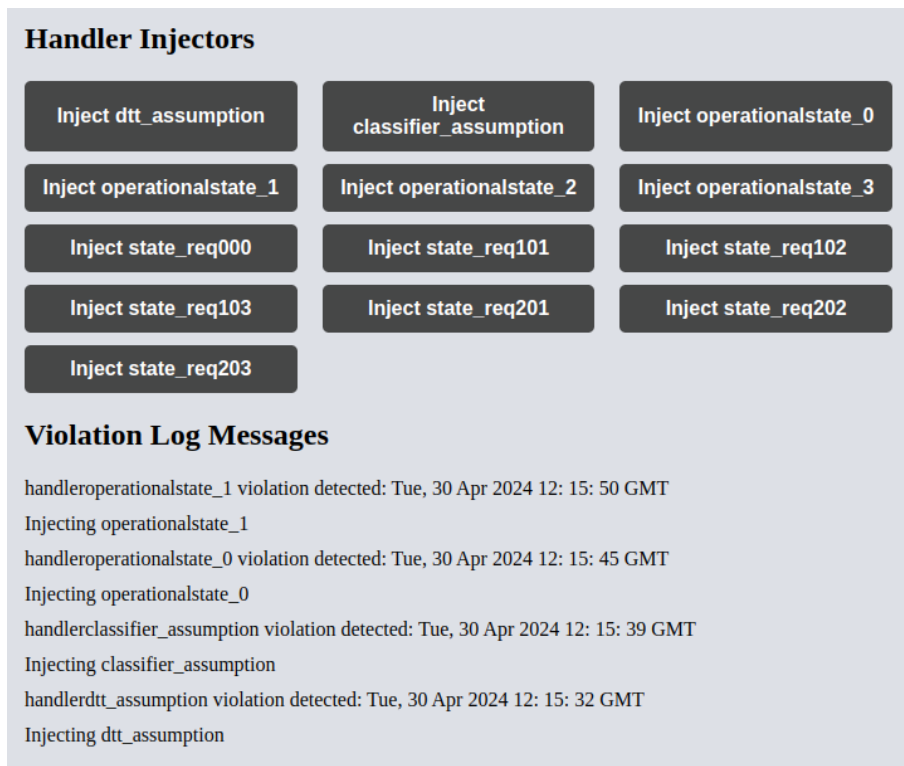 Handler Injectors
Inject dtt_assumption
Inject
classifier_assumption
Inject operationalstate_0
Inject operationalstate_1
Inject operationalstate_2
Inject operationalstate_3
Inject state_req000
Inject state_req101
Inject state_req102
Inject state_req103
Inject state_req201
Inject state_req202
Inject state_req203
Violation Log Messages
handleroperationalstate_1 violation detected: Tue, 30 Apr 2024 12: 15: 50 GMT
Injecting operationalstate_1
handleroperationalstate_0 violation detected: Tue, 30 Apr 2024 12: 15: 45 GMT
Injecting operationalstate_0
handlerclassifier_assumption violation detected: Tue, 30 Apr 2024 12: 15: 39 GMT
Injecting classifier_assumption
handlerdtt_assumption violation detected: Tue, 30 Apr 2024 12: 15: 32 GMT
Injecting dtt_assumption